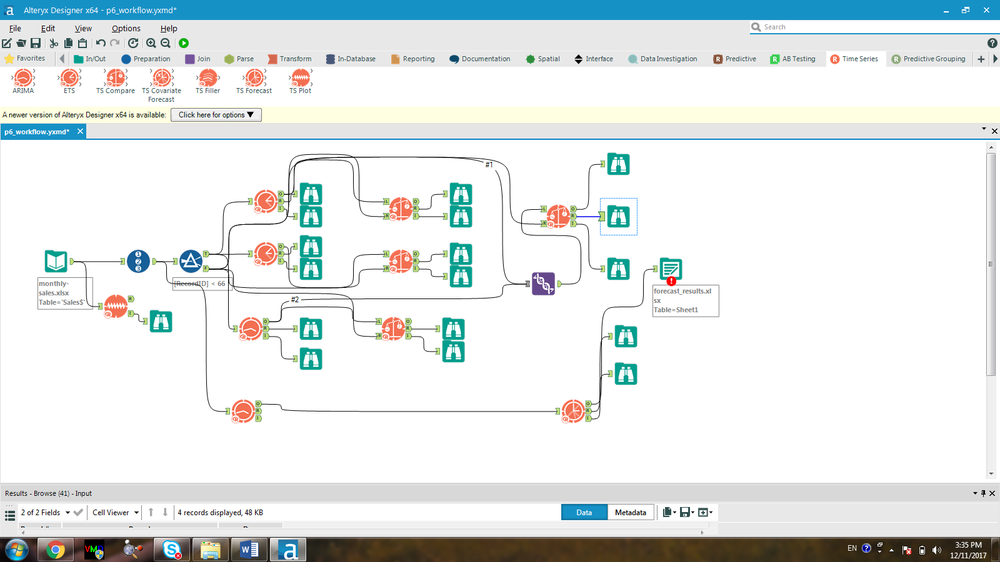 Alteryx Designer x64 - p6_workflow.yxmd*
File Edit View Options Help
Search
Favorites In/Out Preparation Join Parse Transform In-Database Reporting Documentation Spatial Interface Data Investigation Predictive AB Testing Time Series Predictive Grouping
ARIMA ETS TS Compare TS Covariate Forecast TS Filler TS Forecast TS Plot
A newer version of Alteryx Designer x64 is available: Click here for options
p6_workflow.yxmd*
#1
monthly-
sales.xlsx
Table=`Sales$`
[RecordID] < 66
#2
forecast_results.xl
sx
Table=Sheet1
Results - Browse (41) - Input
2 of 2 Fields Cell Viewer 4 records displayed, 48 KB Data Metadata
EN
3:35 PM
12/11/2017